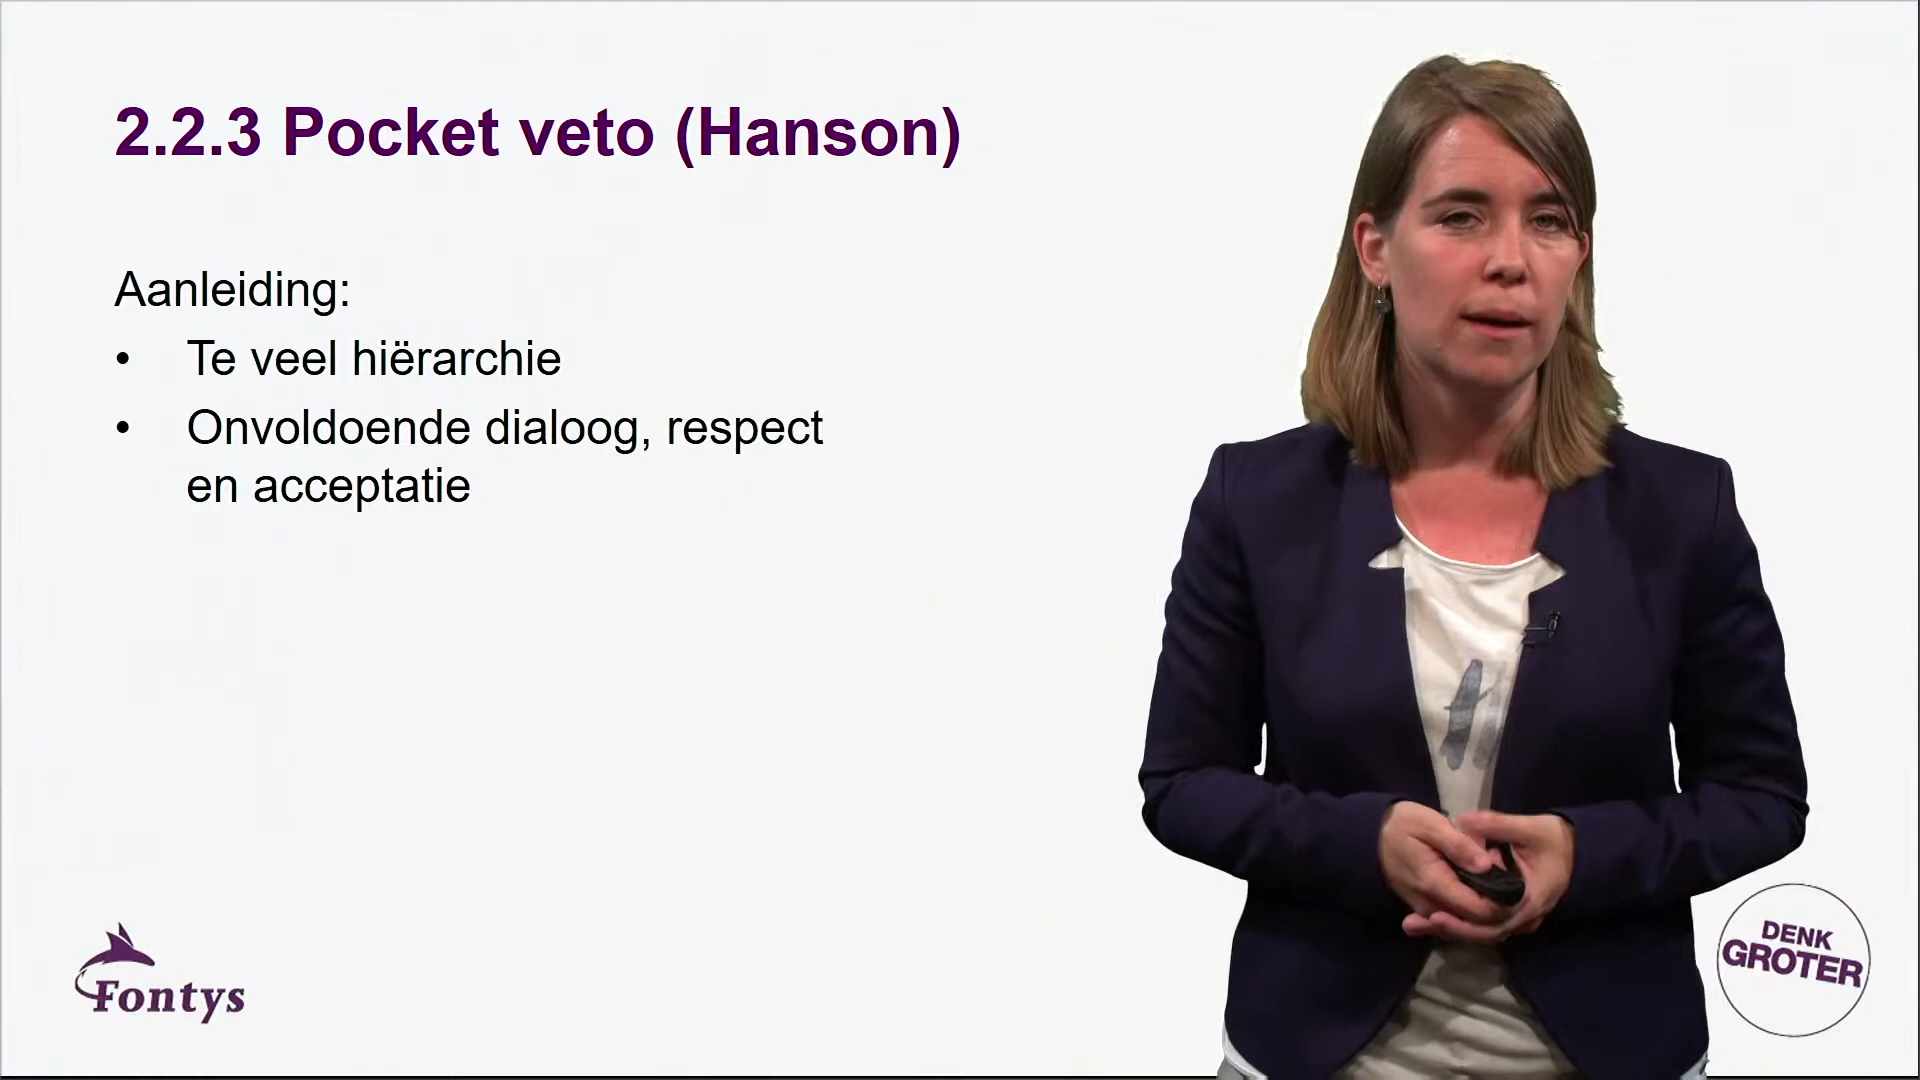 2.2.3 Pocket veto (Hanson)
Aanleiding:
• Te veel hiërarchie
• Onvoldoende dialoog, respect
en acceptatie
Fontys
DENK
GROTER